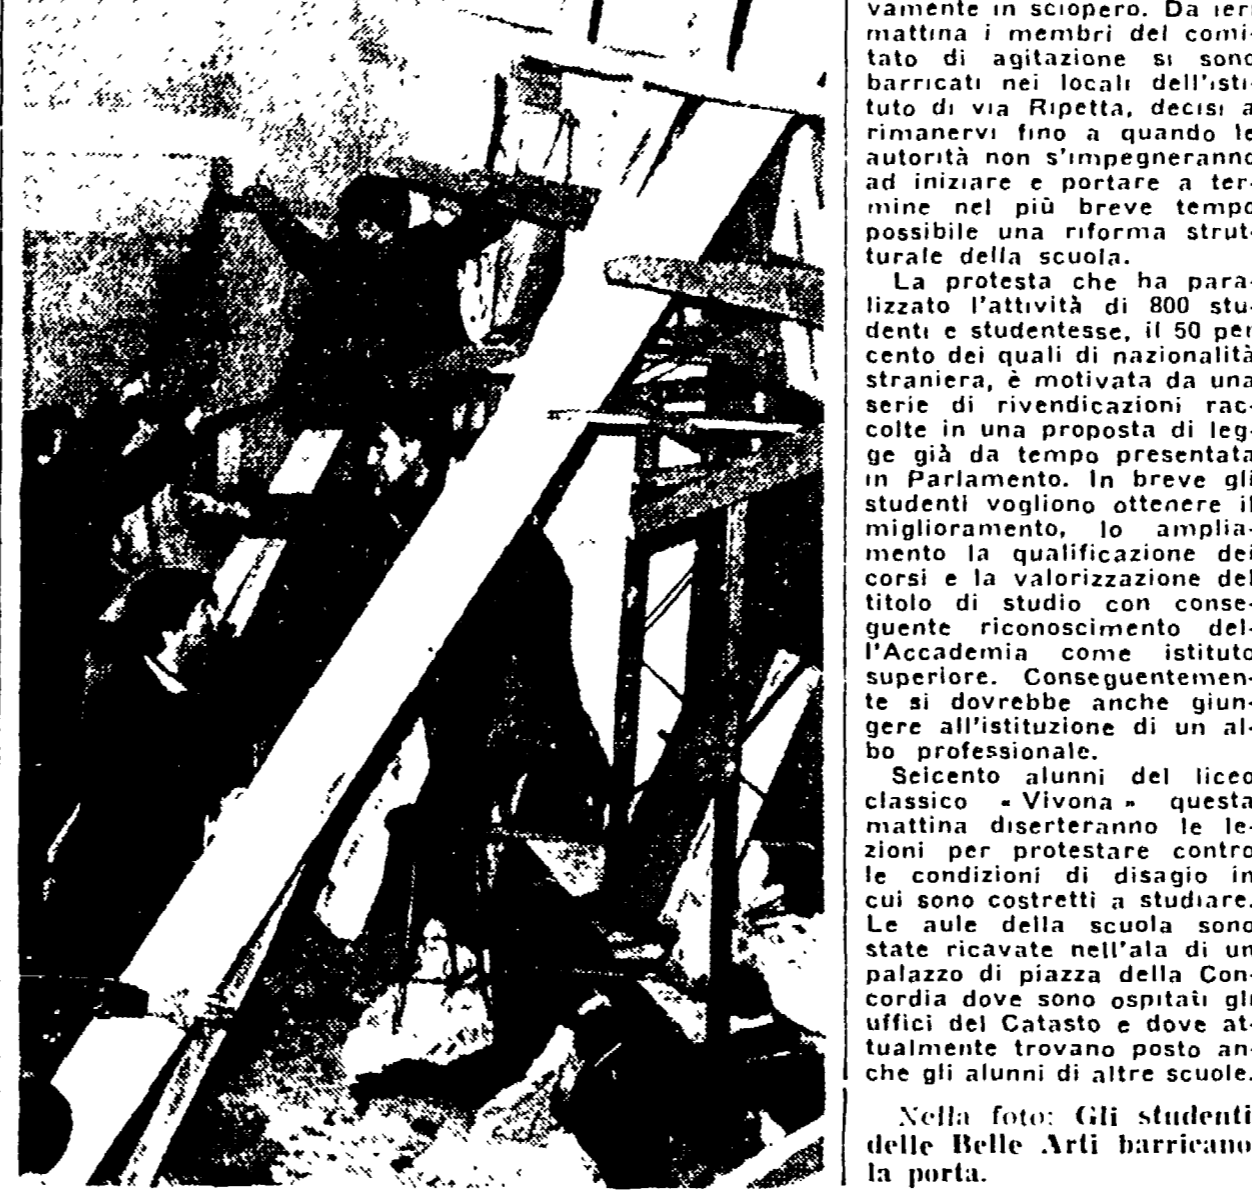 vamente in sciopero. Da ieri
mattina i membri del comi-
tato di agitazione si sono
barricati nei locali dell'isti-
tuto di via Ripetta, decisi a
rimanervi fino a quando le
autorità non s'impegneranno
ad iniziare e portare a ter-
mine nel più breve tempo
possibile una riforma strut-
turale della scuola.
La protesta che ha para-
lizzato l'attività di 800 stu-
denti e studentesse, il 50 per
cento dei quali di nazionalità
straniera, è motivata da una
serie di rivendicazioni rac-
colte in una proposta di leg-
ge già da tempo presentata
in Parlamento. In breve gli
studenti vogliono ottenere il
miglioramento, lo amplia-
mento la qualificazione dei
corsi e la valorizzazione del
titolo di studio con conse-
guente riconoscimento del-
l'Accademia come istituto
superiore. Conseguentemen-
te si dovrebbe anche giun-
gere all'istituzione di un al-
bo professionale.
Seicento alunni del liceo
classico « Vivona » questa
mattina diserteranno le le-
zioni per protestare contro
le condizioni di disagio in
cui sono costretti a studiare.
Le aule della scuola sono
state ricavate nell'ala di un
palazzo di piazza della Con-
cordia dove sono ospitati gli
uffici del Catasto e dove at-
tualmente trovano posto an-
che gli alunni di altre scuole.
Nella foto: Gli studenti
delle Belle Arti barricano
la porta.